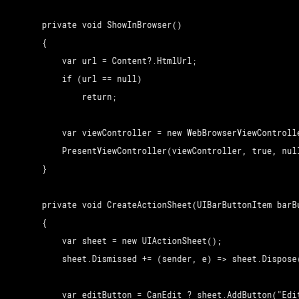 private void ShowInBrowser()
{
var url = Content?.HtmlUrl;
if (url == null)
return;
var viewController = new WebBrowserViewControlle
PresentViewController(viewController, true, nul
}
private void CreateActionSheet(UIBarButtonItem barBu
{
var sheet = new UIActionSheet();
sheet.Dismissed += (sender, e) => sheet.Dispose(
var editButton = CanEdit ? sheet.AddButton("Edit